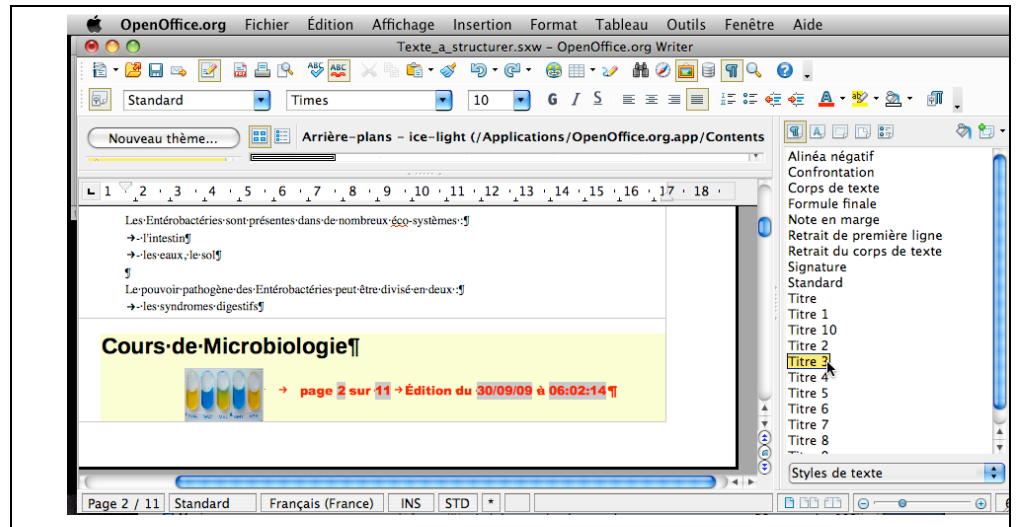 OpenOffice.org Fichier Édition Affichage Insertion Format Tableau Outils Fenêtre Aide
Texte_a_structurer.sxw – OpenOffice.org Writer
Standard Times 10 G I S
Nouveau thème... Arrière-plans – ice-light (/Applications/OpenOffice.org.app/Contents
1 2 3 4 5 6 7 8 9 10 11 12 13 14 15 16 17 18
Les·Entérobactéries·sont·présentes·dans·de·nombreux·éco-systèmes·:¶
→-·l'intestin¶
→-·les·eaux,·le·sol¶
¶
Le·pouvoir·pathogène·des·Entérobactéries·peut·être·divisé·en·deux·:¶
→-·les·syndromes·digestifs¶
Cours·de·Microbiologie¶
→ page 2 sur 11 → Édition du 30/09/09 à 06:02:14 ¶
Alinéa négatif
Confrontation
Corps de texte
Formule finale
Note en marge
Retrait de première ligne
Retrait du corps de texte
Signature
Standard
Titre
Titre 1
Titre 10
Titre 2
Titre 3
Titre 4
Titre 5
Titre 6
Titre 7
Titre 8
Styles de texte
Page 2 / 11 Standard Français (France) INS STD *